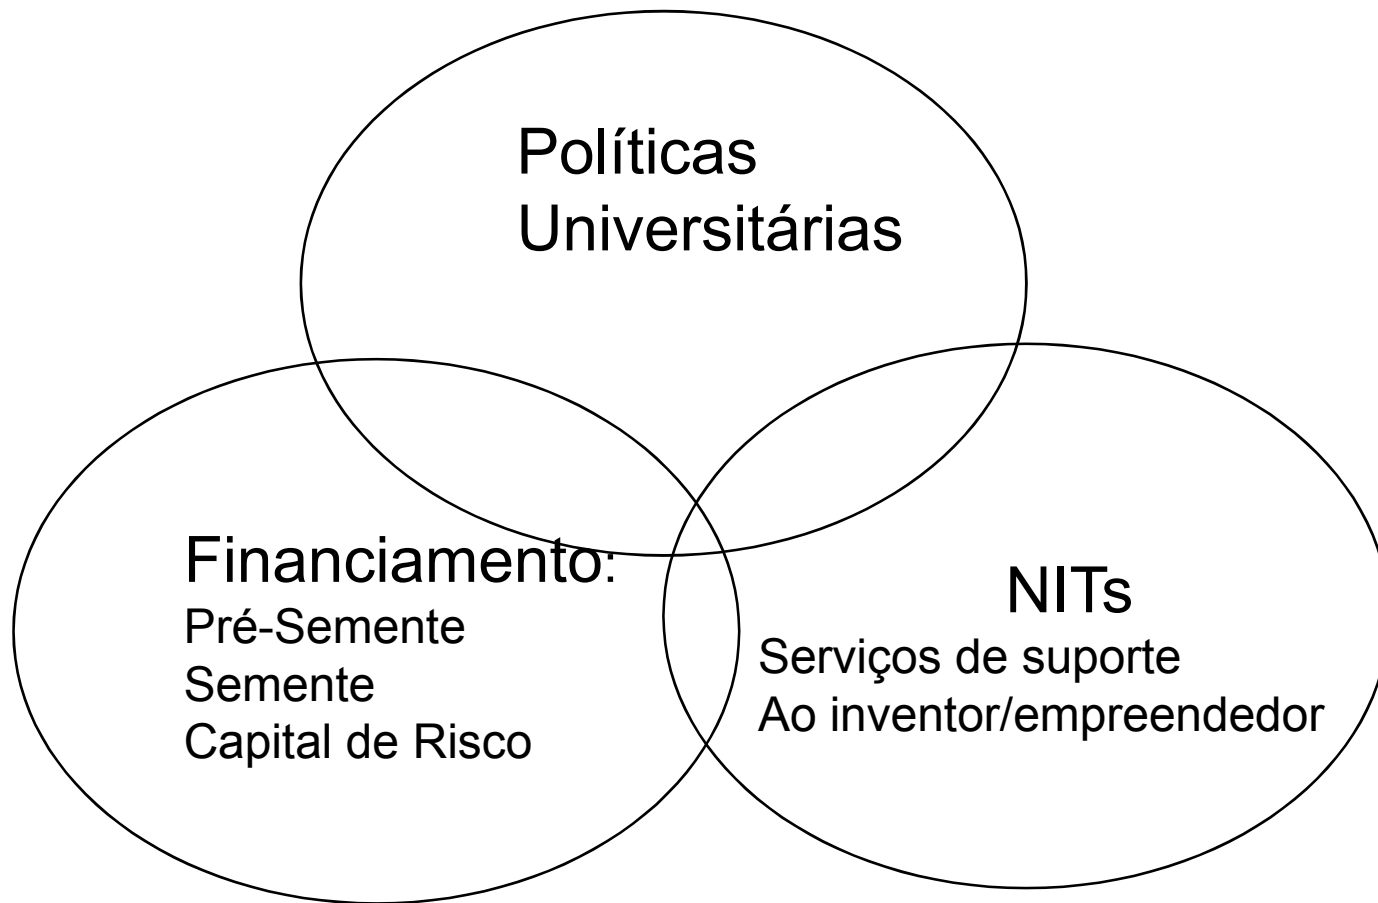 Políticas
Universitárias
Financiamento:
Pré-Semente
Semente
Capital de Risco
NITs
Serviços de suporte
Ao inventor/empreendedor